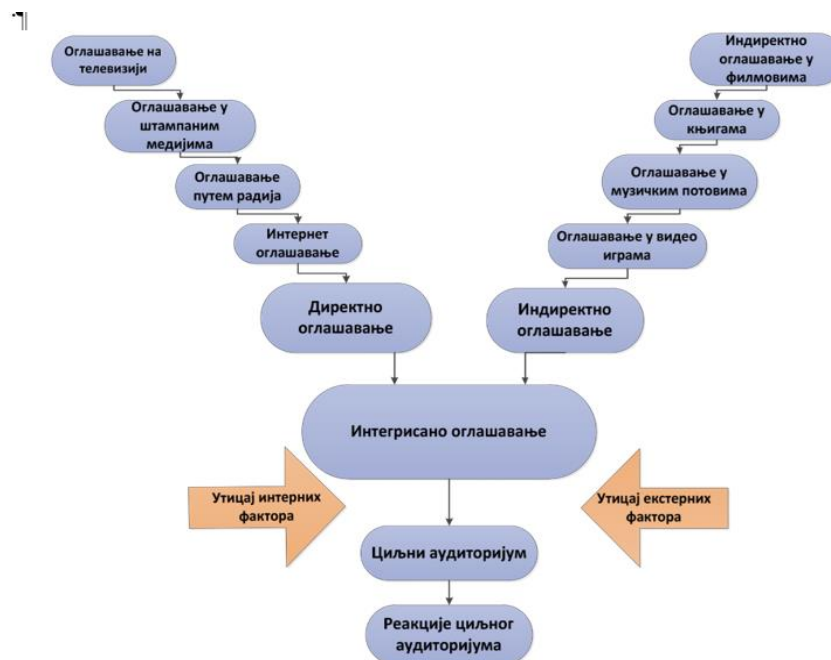 ¶
Оглашавање на
телевизији
Оглашавање у
штампаним
медијима
Оглашавање
путем радија
Интернет
оглашавање
Директно
оглашавање
Индиректно
оглашавање у
филмовима
Оглашавање у
књигама
Оглашавање у
музичким потовима
Оглашавање у видео
играма
Индиректно
оглашавање
Интегрисано оглашавање
Утицај интерних
фактора
Утицај екстерних
фактора
Циљни аудиторијум
Реакције циљног
аудиторијума